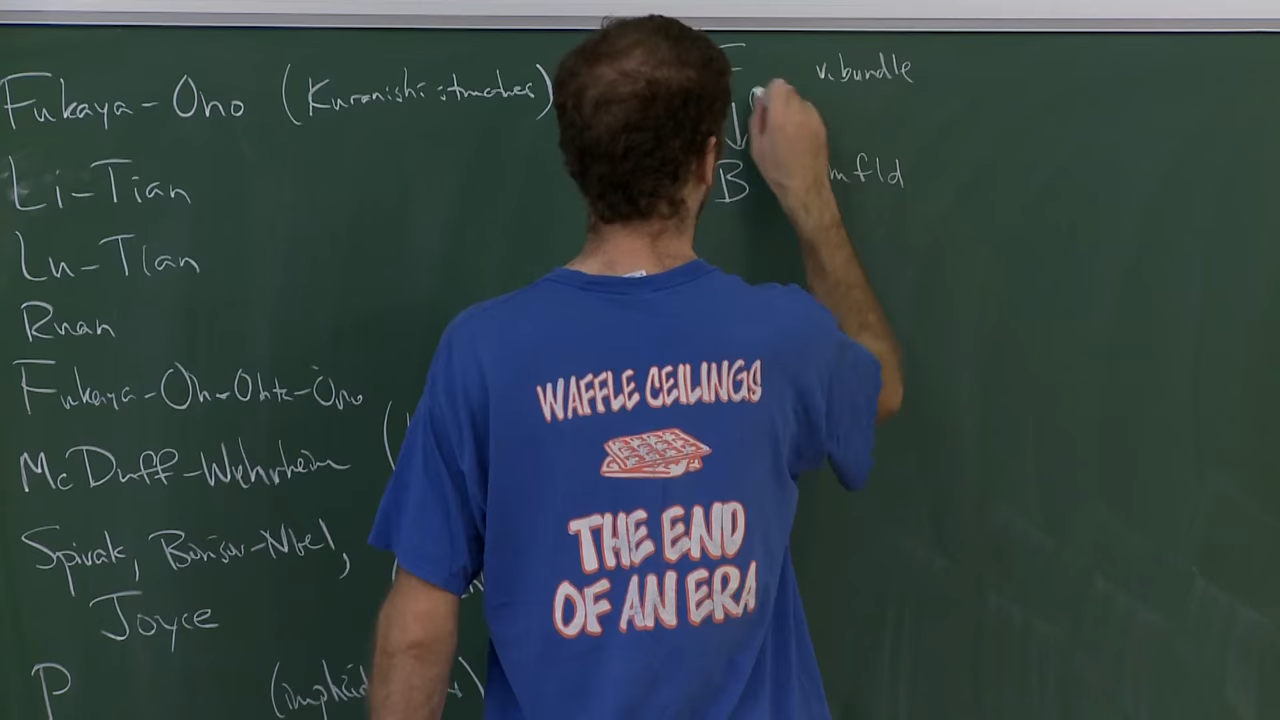 Fukaya-Ono (Kuranishi structures)
Li-Tian
Lu-Tian
Ruan
Fukaya-Oh-Ohta-Ono
McDuff-Wehrheim (
Spivak, Borisov-Noel,
Joyce
P (implicit
E v. bundle
B mfld
WAFFLE CEILINGS
THE END
OF AN ERA